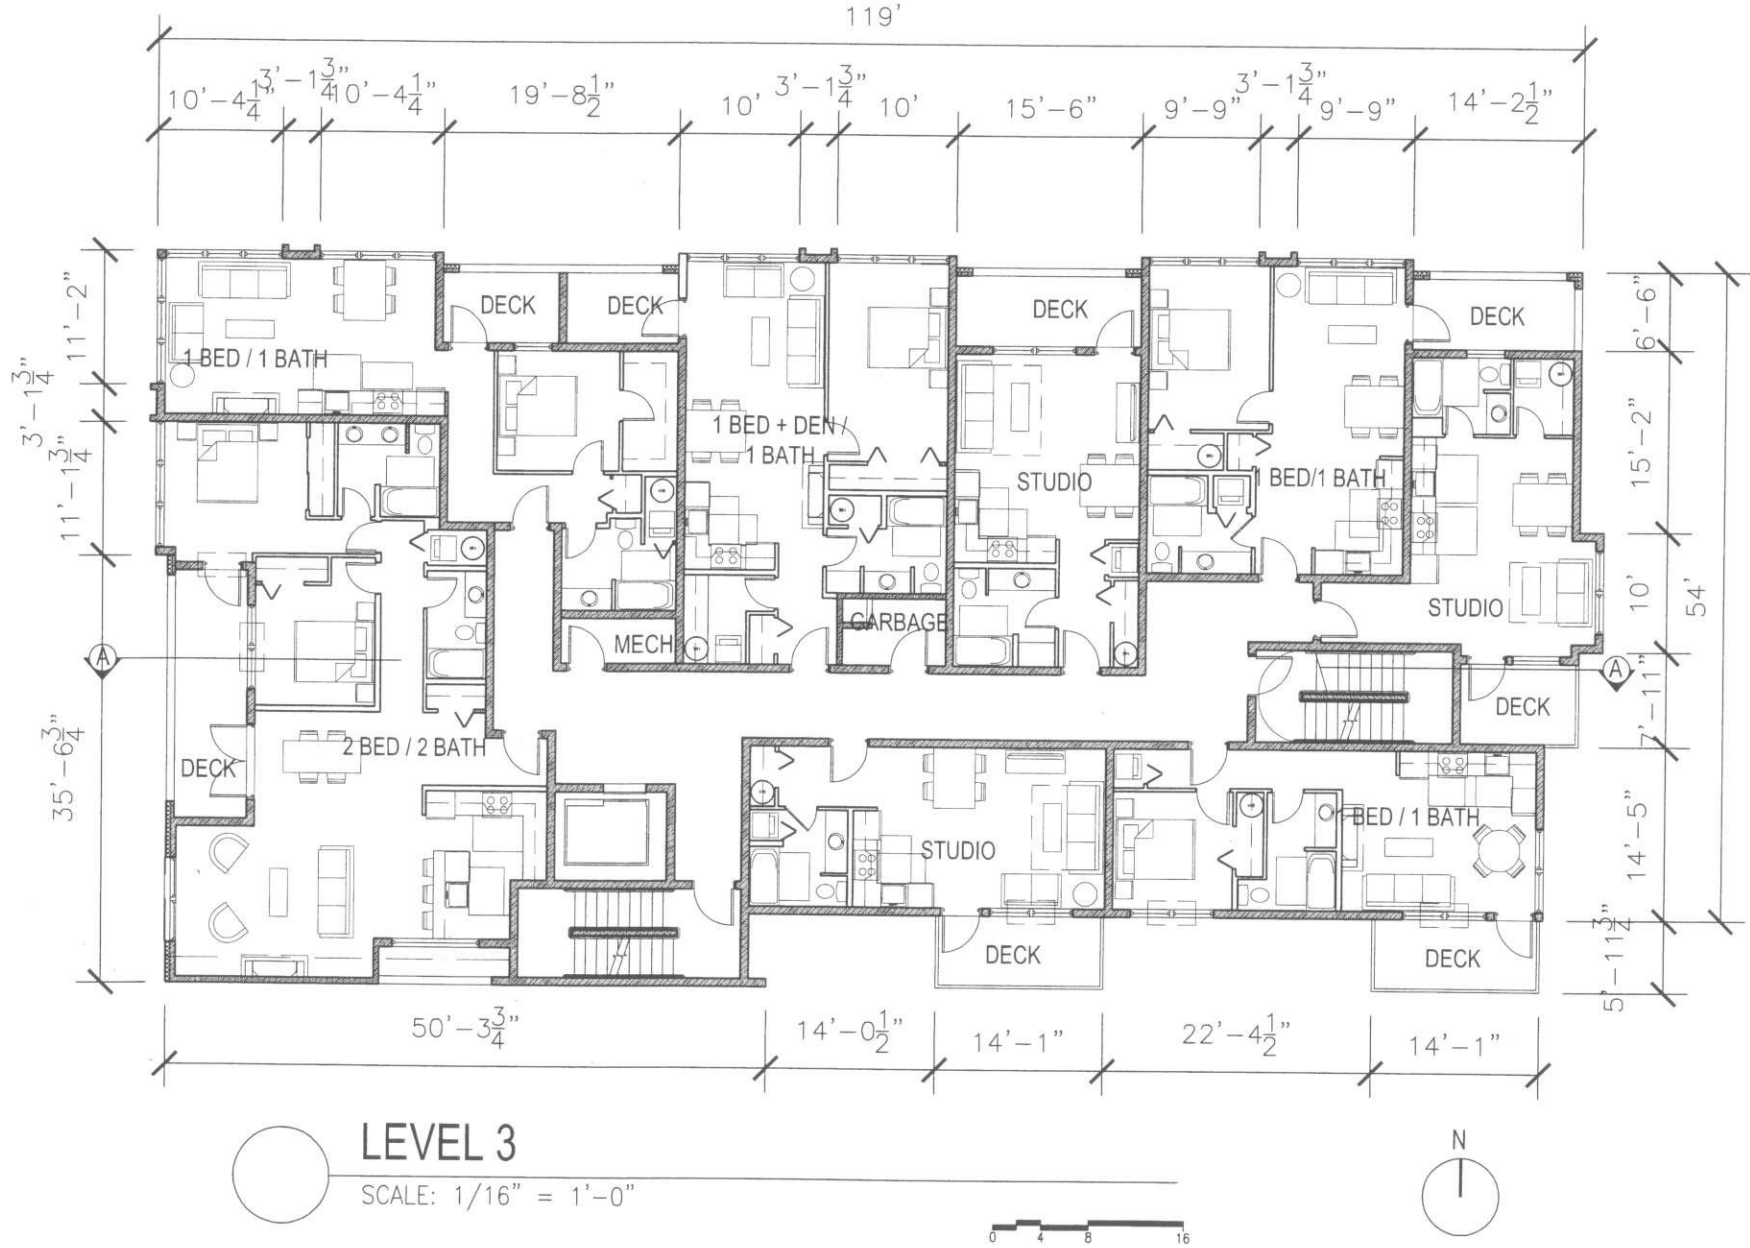 119'
10'-4 1/4" 3'-1 3/4" 10'-4 1/4" 19'-8 1/2" 10' 3'-1 3/4" 10' 15'-6" 9'-9" 3'-1 3/4" 9'-9" 14'-2 1/2"
11'-2"
3'-1 3/4"
11'-1 3/4"
35'-6 3/4"
DECK
DECK
DECK
DECK
1 BED / 1 BATH
1 BED + DEN /
1 BATH
STUDIO
1 BED/1 BATH
STUDIO
MECH
GARBAGE
A
A
DECK
2 BED / 2 BATH
DECK
STUDIO
1 BED / 1 BATH
DECK
DECK
6'-6"
15'-2"
10'
54'
7'-11"
14'-5"
5'-11 3/2"
50'-3 3/4" 14'-0 1/2" 14'-1" 22'-4 1/2" 14'-1"
LEVEL 3
SCALE: 1/16" = 1'-0"
0 4 8 16
N